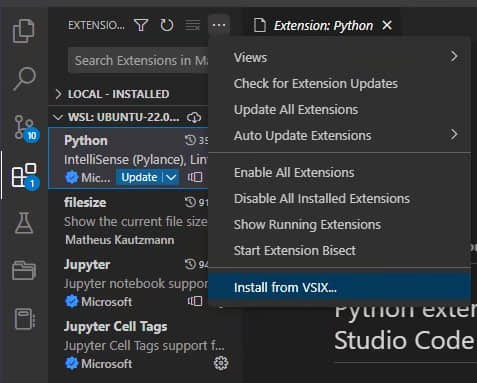 EXTENSIO...
Extension: Python
Search Extensions in Ma
LOCAL - INSTALLED
WSL: UBUNTU-22.0...
Python
IntelliSense (Pylance), Lin
Mic...
Update
filesize
91
Show the current file size
Matheus Kautzmann
Jupyter
94
Jupyter notebook suppo
Microsoft
Jupyter Cell Tags
Jupyter Cell Tags support f...
Microsoft
10
1
Views
Check for Extension Updates
Update All Extensions
Auto Update Extensions
Enable All Extensions
Disable All Installed Extensions
Show Running Extensions
Start Extension Bisect
Install from VSIX...
Python exte
Studio Code